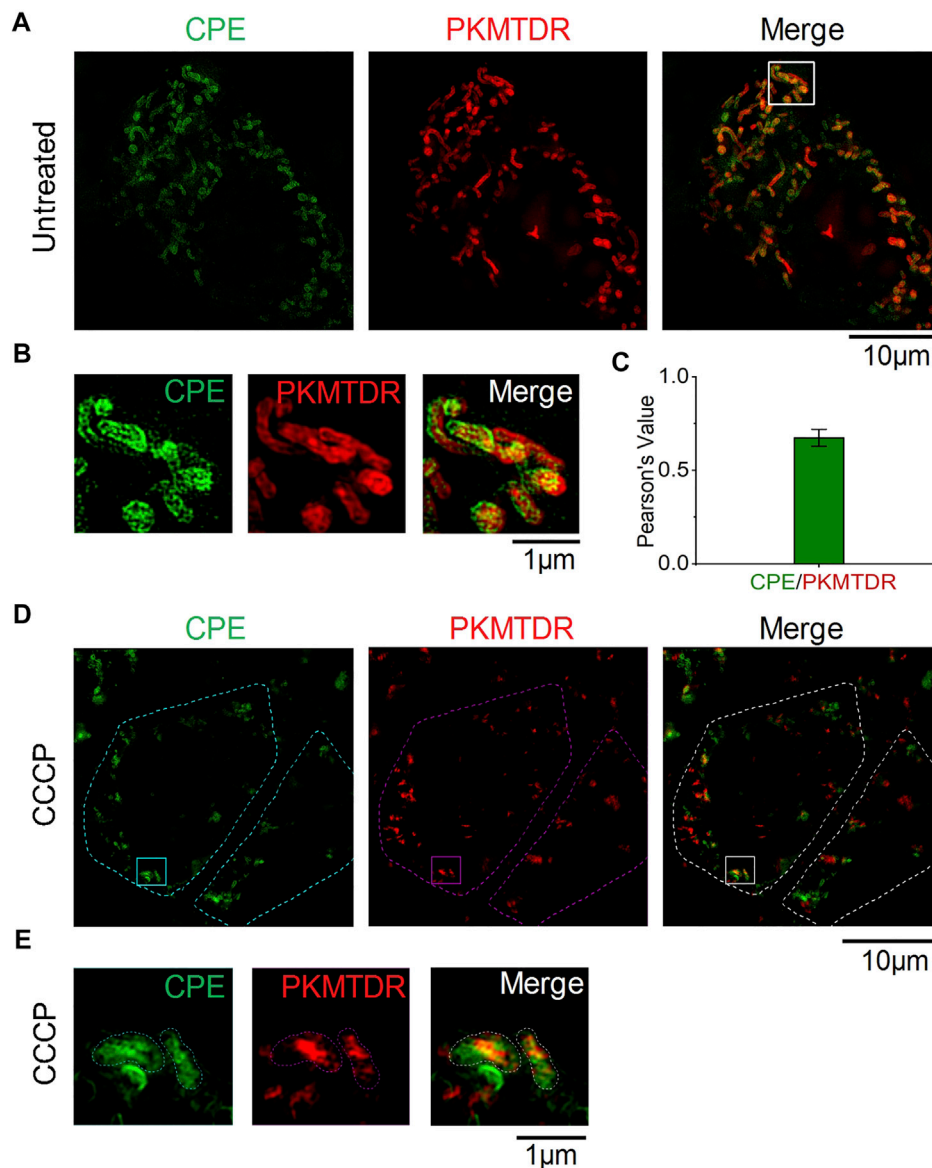 A
CPE PKMTDR Merge
Untreated
10µm
B
CPE PKMTDR Merge
1µm
C
1.0
0.5
0.0
Pearson's Value
CPE/PKMTDR
D
CPE PKMTDR Merge
CCCP
10µm
E
CPE PKMTDR Merge
CCCP
1µm